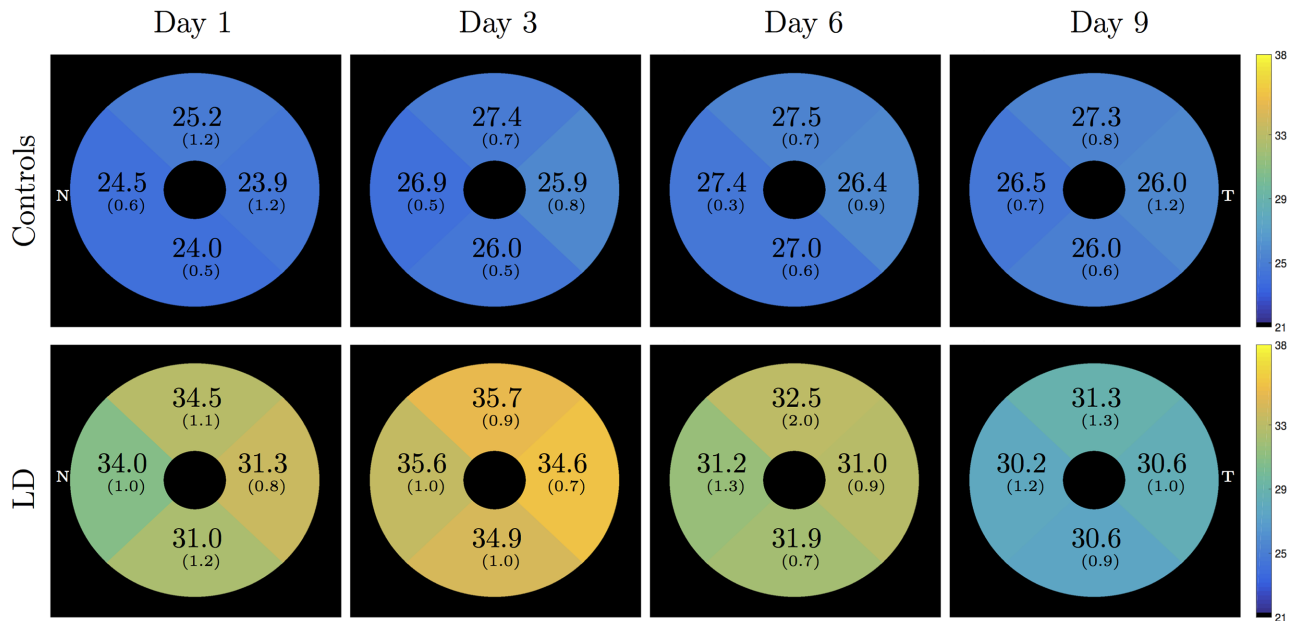 Day 1 Day 3 Day 6 Day 9
Controls
25.2 27.4 27.5 27.3
(1.2) (0.7) (0.7) (0.8)
N 24.5 23.9 26.9 25.9 27.4 26.4 26.5 26.0 T
(0.6) (1.2) (0.5) (0.8) (0.3) (0.9) (0.7) (1.2)
24.0 26.0 27.0 26.0
(0.5) (0.5) (0.6) (0.6)
38
33
29
25
21
LD
34.5 35.7 32.5 31.3
(1.1) (0.9) (2.0) (1.3)
N 34.0 31.3 35.6 34.6 31.2 31.0 30.2 30.6 T
(1.0) (0.8) (1.0) (0.7) (1.3) (0.9) (1.2) (1.0)
31.0 34.9 31.9 30.6
(1.2) (1.0) (0.7) (0.9)
38
33
29
25
21